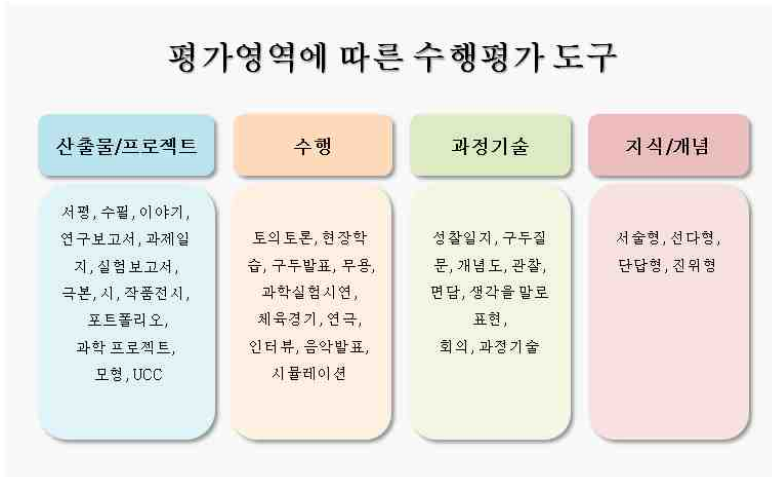 평가영역에 따른 수행평가 도구
산출물/프로젝트
서평, 수필, 이야기,
연구보고서, 과제일
지, 실험보고서,
극본, 시, 작품전시,
포트폴리오,
과학 프로젝트,
모형, UCC
수행
토의토론, 현장학
습, 구두발표, 무용,
과학실험시연,
체육경기, 연극,
인터뷰, 음악발표,
시뮬레이션
과정기술
성찰일지, 구두질
문, 개념도, 관찰,
면담, 생각을 말로
표현,
회의, 과정기술
지식/개념
서술형, 선다형,
단답형, 진위형